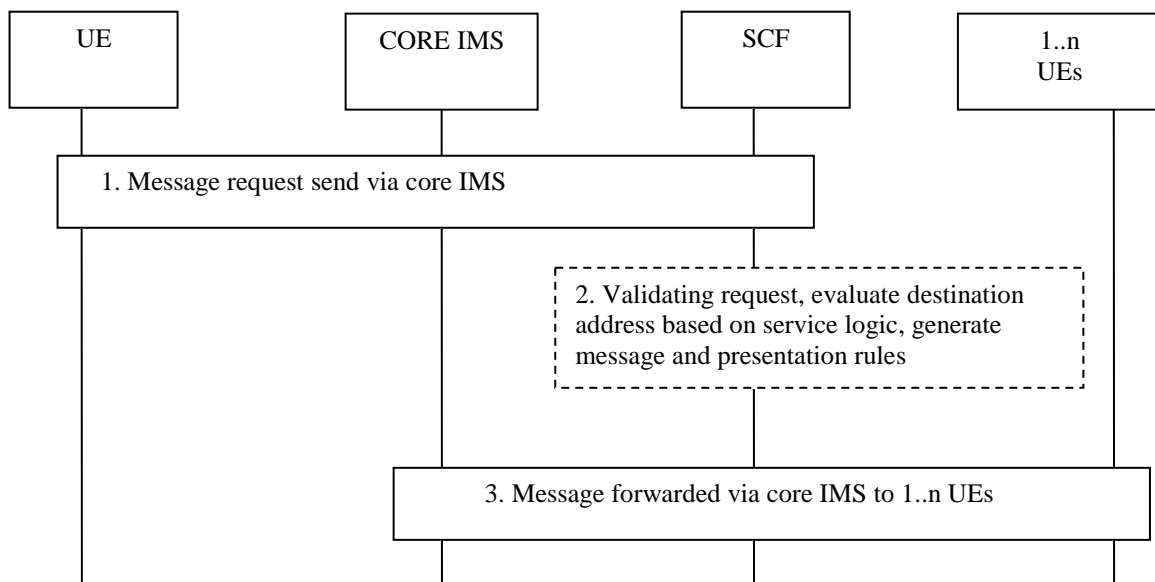 UE
CORE IMS
SCF
1..n
UEs
1. Message request send via core IMS
2. Validating request, evaluate destination
address based on service logic, generate
message and presentation rules
3. Message forwarded via core IMS to 1..n UEs